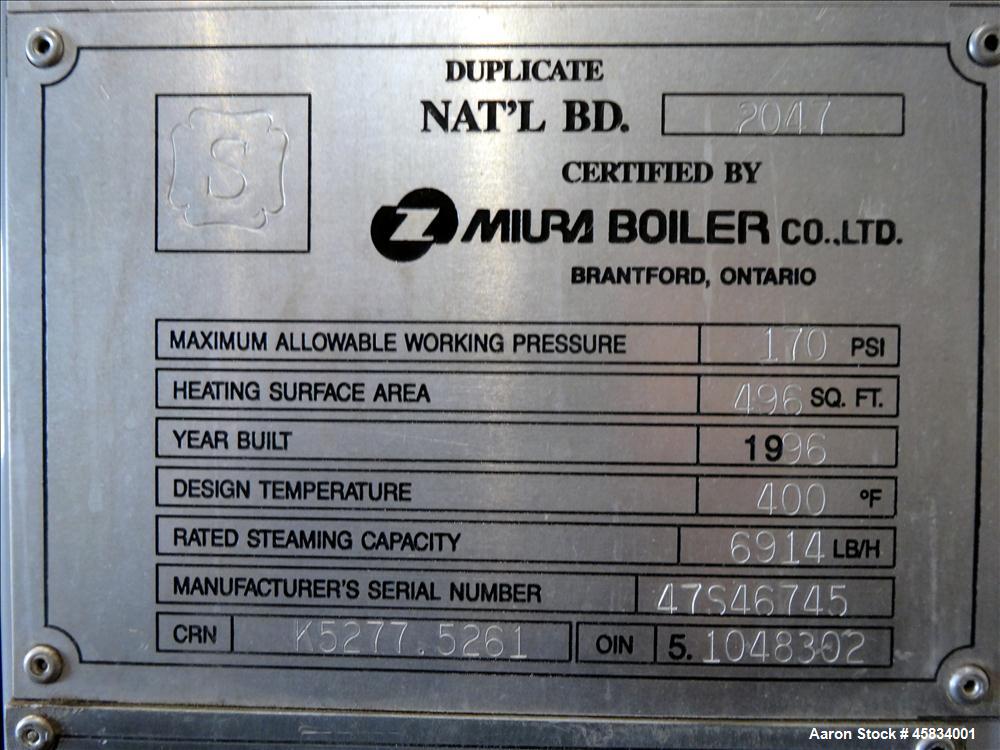 DUPLICATE
NAT'L BD. 2047
S
CERTIFIED BY
MIURA BOILER CO.,LTD.
BRANTFORD, ONTARIO
MAXIMUM ALLOWABLE WORKING PRESSURE 170 PSI
HEATING SURFACE AREA 496 SQ. FT.
YEAR BUILT 1996
DESIGN TEMPERATURE 400 °F
RATED STEAMING CAPACITY 6914 LB/H
MANUFACTURER'S SERIAL NUMBER 47S46745
CRN K5277.5261 OIN 5.1048302
Aaron Stock # 45834001